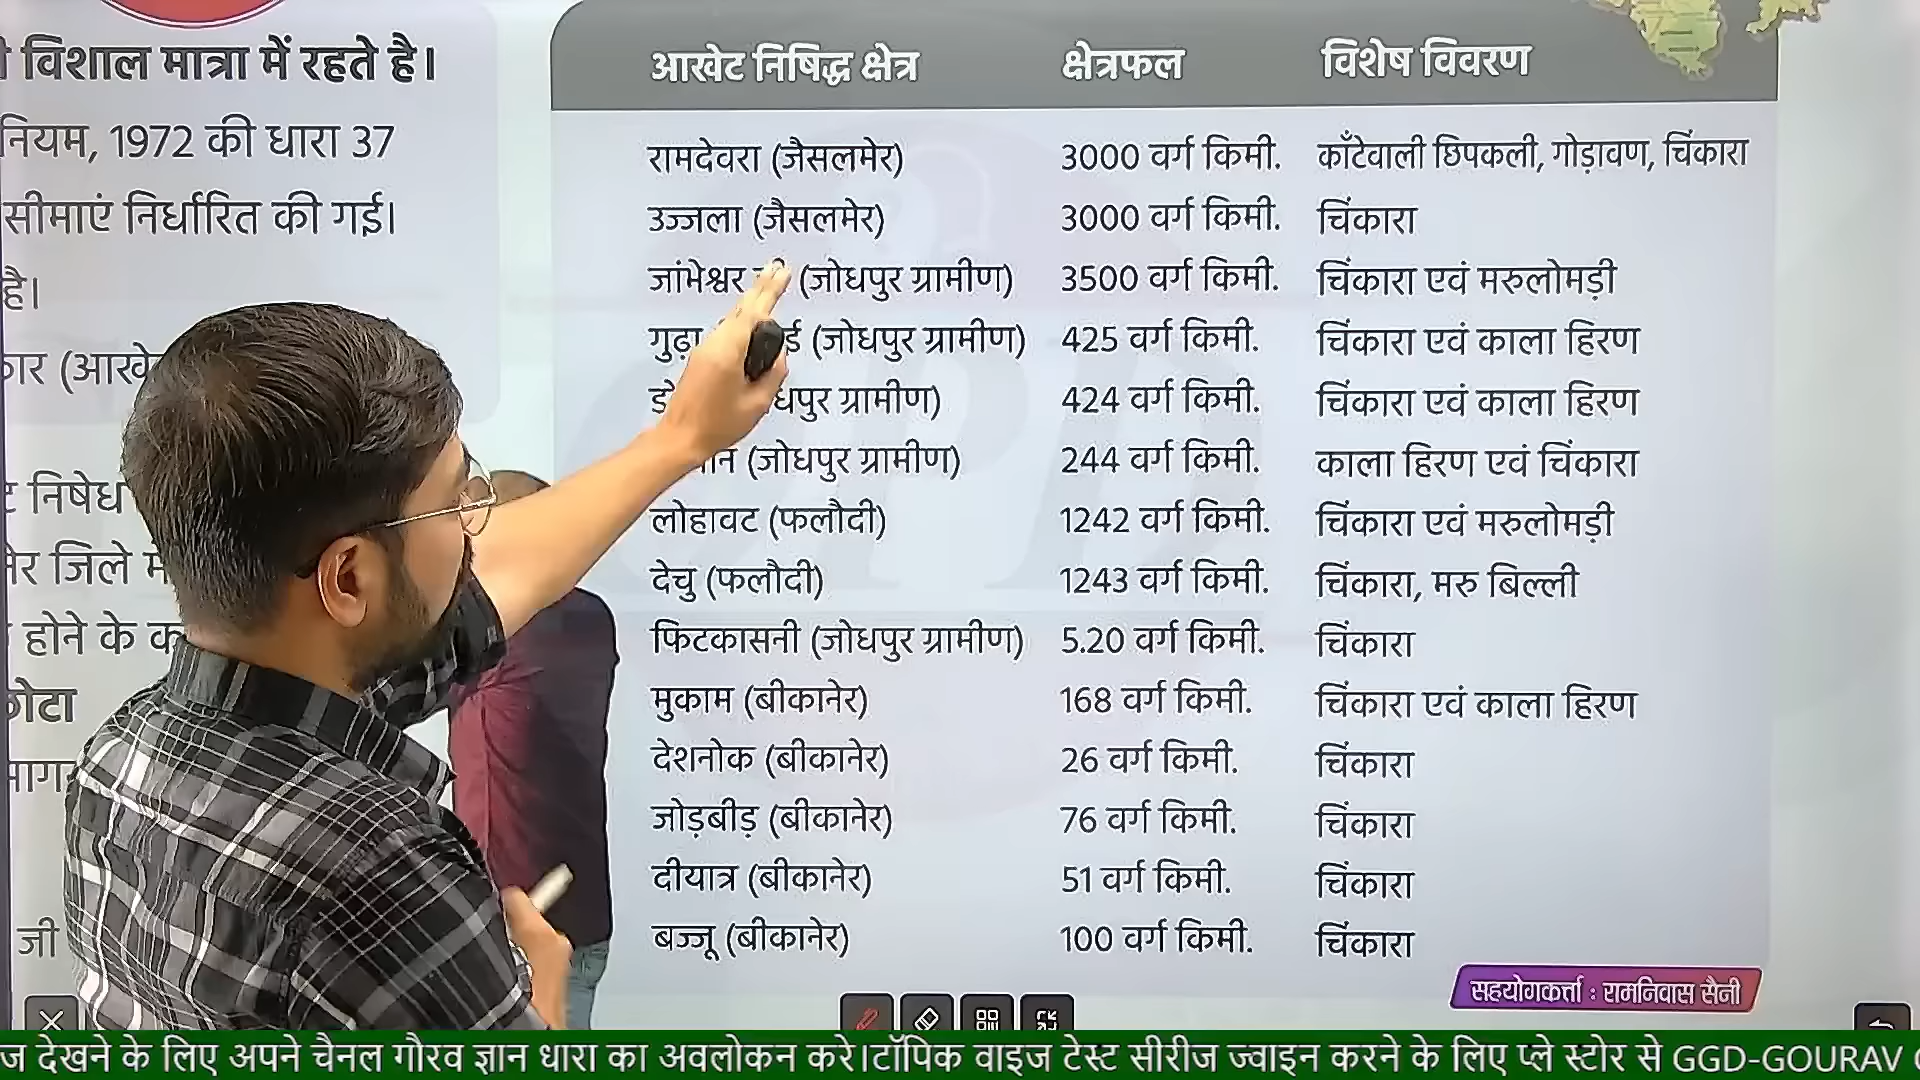 विशाल मात्रा में रहते है।
नियम, 1972 की धारा 37
सीमाएं निर्धारित की गई।
है।
कार (आखे
निषेध
जिले
होने के
जी
आखेट निषिद्ध क्षेत्र क्षेत्रफल विशेष विवरण
रामदेवरा (जैसलमेर) 3000 वर्ग किमी. काँटेवाली छिपकली, गोड़ावण, चिंकारा
उज्जला (जैसलमेर) 3000 वर्ग किमी. चिंकारा
जांभेश्वर (जोधपुर ग्रामीण) 3500 वर्ग किमी. चिंकारा एवं मरुलोमड़ी
गुढ़ा (जोधपुर ग्रामीण) 425 वर्ग किमी. चिंकारा एवं काला हिरण
ग्रामीण) 424 वर्ग किमी. चिंकारा एवं काला हिरण
(जोधपुर ग्रामीण) 244 वर्ग किमी. काला हिरण एवं चिंकारा
लोहावट (फलौदी) 1242 वर्ग किमी. चिंकारा एवं मरुलोमड़ी
देचु (फलौदी) 1243 वर्ग किमी. चिंकारा, मरु बिल्ली
फिटकासनी (जोधपुर ग्रामीण) 5.20 वर्ग किमी. चिंकारा
मुकाम (बीकानेर) 168 वर्ग किमी. चिंकारा एवं काला हिरण
देशनोक (बीकानेर) 26 वर्ग किमी. चिंकारा
जोड़बीड़ (बीकानेर) 76 वर्ग किमी. चिंकारा
दीयात्र (बीकानेर) 51 वर्ग किमी. चिंकारा
बज्जू (बीकानेर) 100 वर्ग किमी. चिंकारा
सहयोगकर्त्ता : रामनिवास सैनी
ज देखने के लिए अपने चैनल गौरव ज्ञान धारा का अवलोकन करे।टॉपिक वाइज टेस्ट सीरीज ज्वाइन करने के लिए प्ले स्टोर से GGD-GOURAV